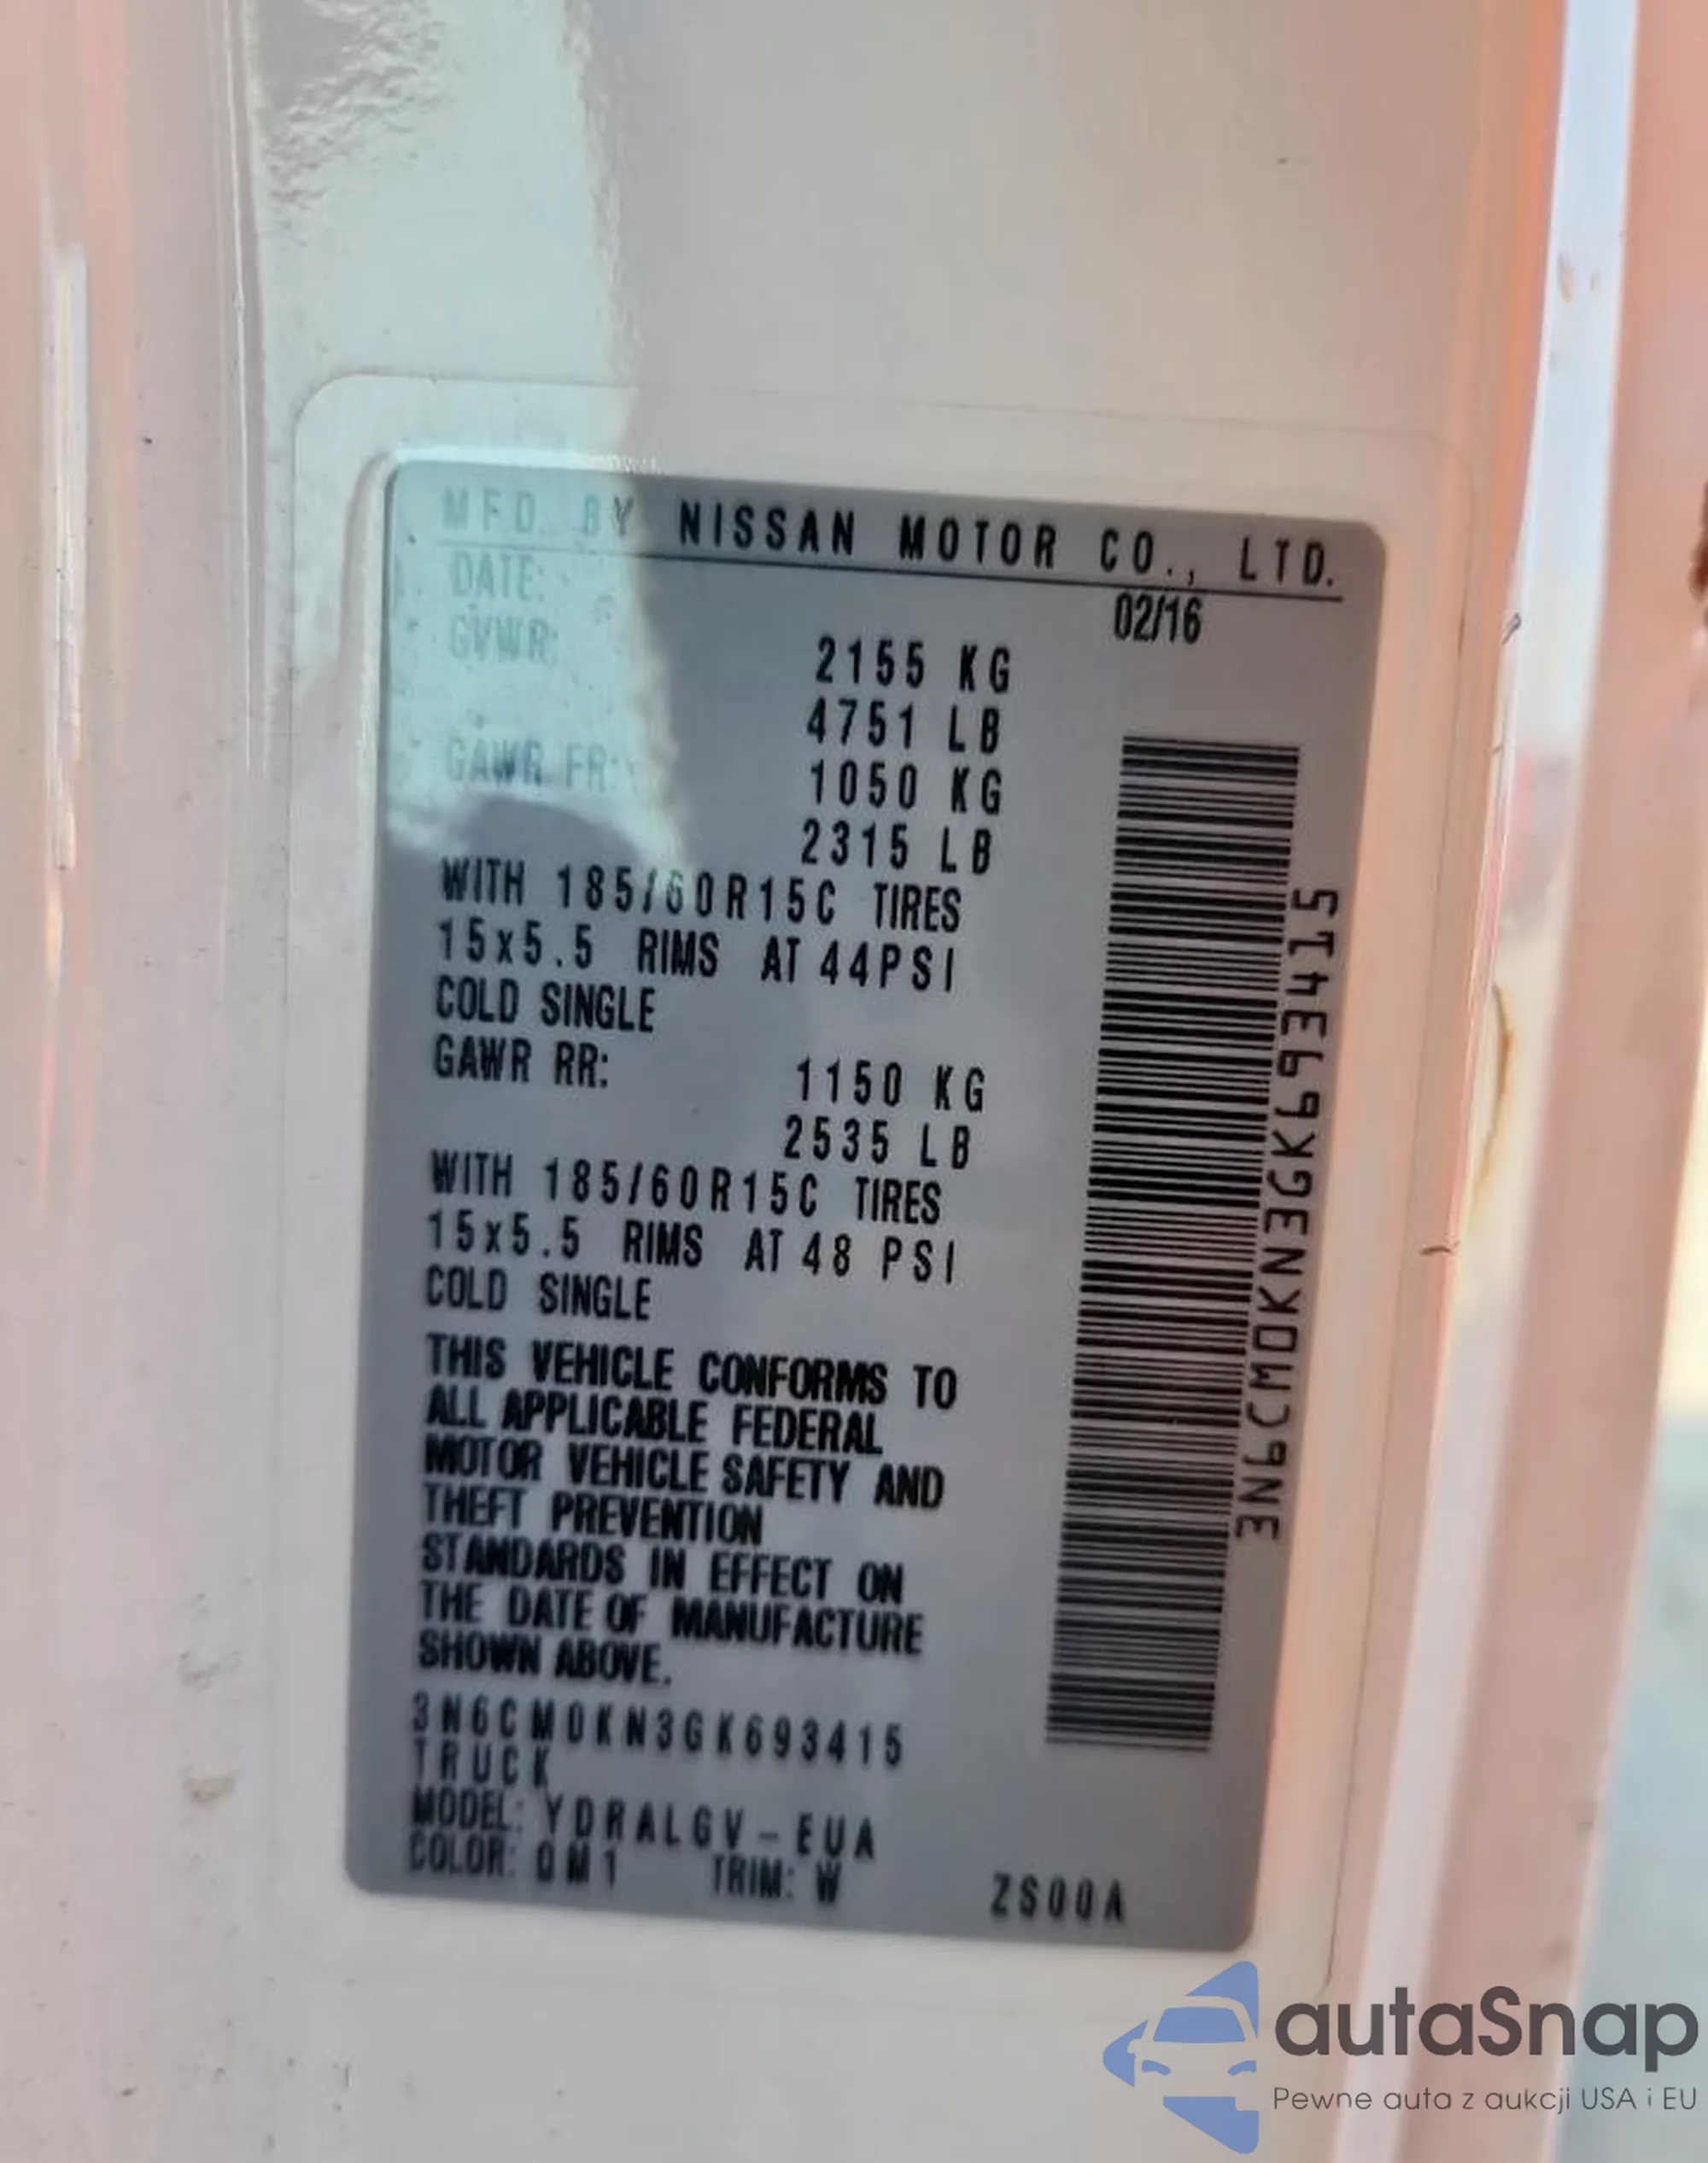 MFD. BY NISSAN MOTOR CO., LTD.
DATE: 02/16
GVWR: 2155 KG
4751 LB
GAWR FR: 1050 KG
2315 LB
WITH 185/60R15C TIRES
15x5.5 RIMS AT 44PSI
COLD SINGLE
GAWR RR: 1150 KG
2535 LB
WITH 185/60R15C TIRES
15x5.5 RIMS AT 48 PSI
COLD SINGLE
THIS VEHICLE CONFORMS TO
ALL APPLICABLE FEDERAL
MOTOR VEHICLE SAFETY AND
THEFT PREVENTION
STANDARDS IN EFFECT ON
THE DATE OF MANUFACTURE
SHOWN ABOVE.
3N6CM0KN3GK693415
TRUCK
MODEL: YDRALGV-EUA
COLOR: QM1 TRIM: W ZS00A
3N6CM0KN3GK693415
autaSnap
Pewne auta z aukcji USA i EU